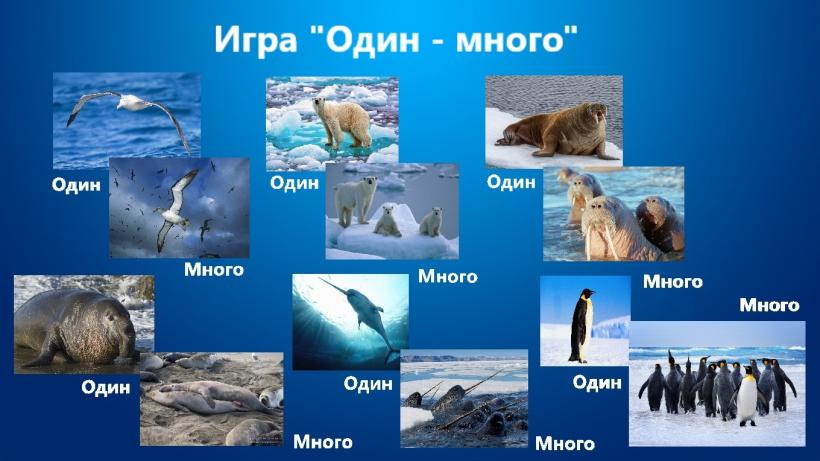 Игра "Один - много"
Один
Один
Один
Много
Много
Много
Много
Один
Один
Один
Много
Много